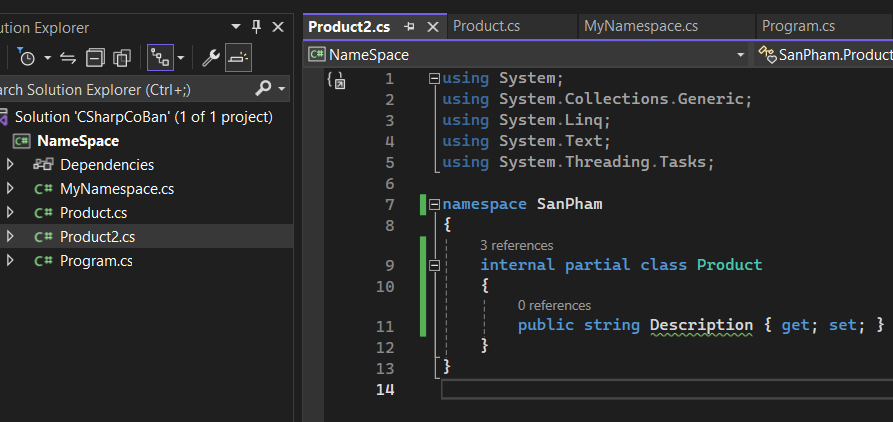 ution Explorer
arch Solution Explorer (Ctrl+;)
Solution 'CSharpCoBan' (1 of 1 project)
C# NameSpace
Dependencies
C# MyNamespace.cs
C# Product.cs
C# Product2.cs
C# Program.cs
Product2.cs Product.cs MyNamespace.cs Program.cs
C# NameSpace SanPham.Product
1 using System;
2 using System.Collections.Generic;
3 using System.Linq;
4 using System.Text;
5 using System.Threading.Tasks;
6
7 namespace SanPham
8 {
3 references
9 internal partial class Product
10 {
0 references
11 public string Description { get; set; }
12 }
13 }
14